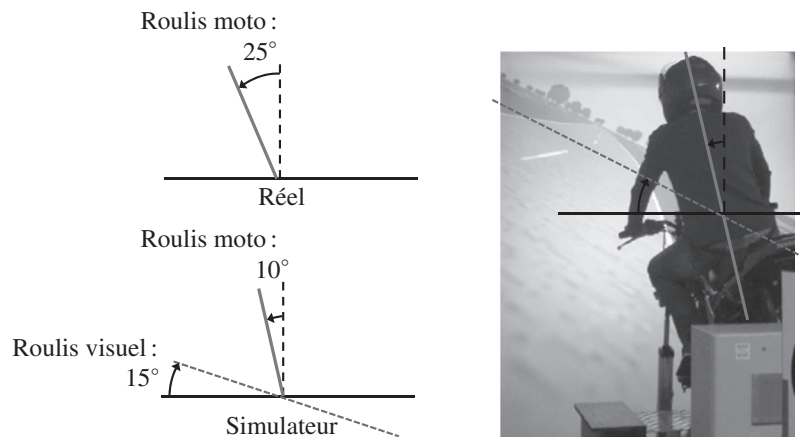 Roulis moto :
25°
Réel
Roulis moto :
10°
Roulis visuel :
15°
Simulateur